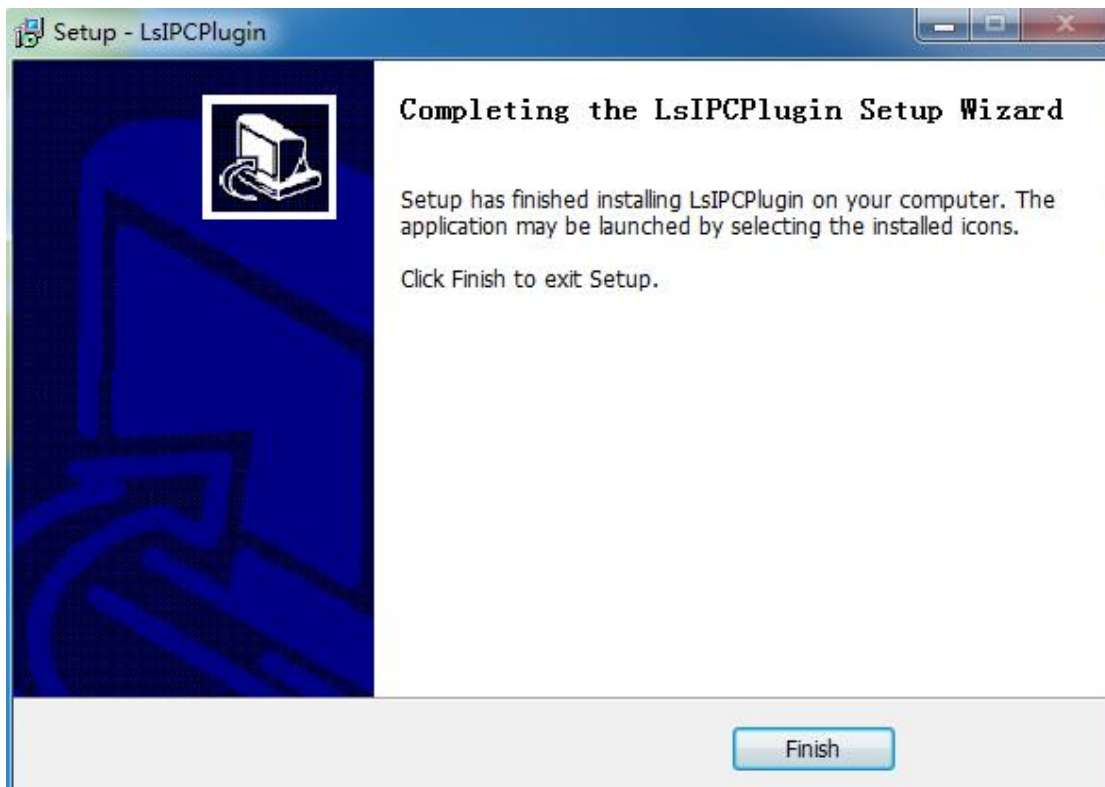 Setup - LsIPCPlugin
Completing the LsIPCPlugin Setup Wizard
Setup has finished installing LsIPCPlugin on your computer. The
application may be launched by selecting the installed icons.
Click Finish to exit Setup.
Finish